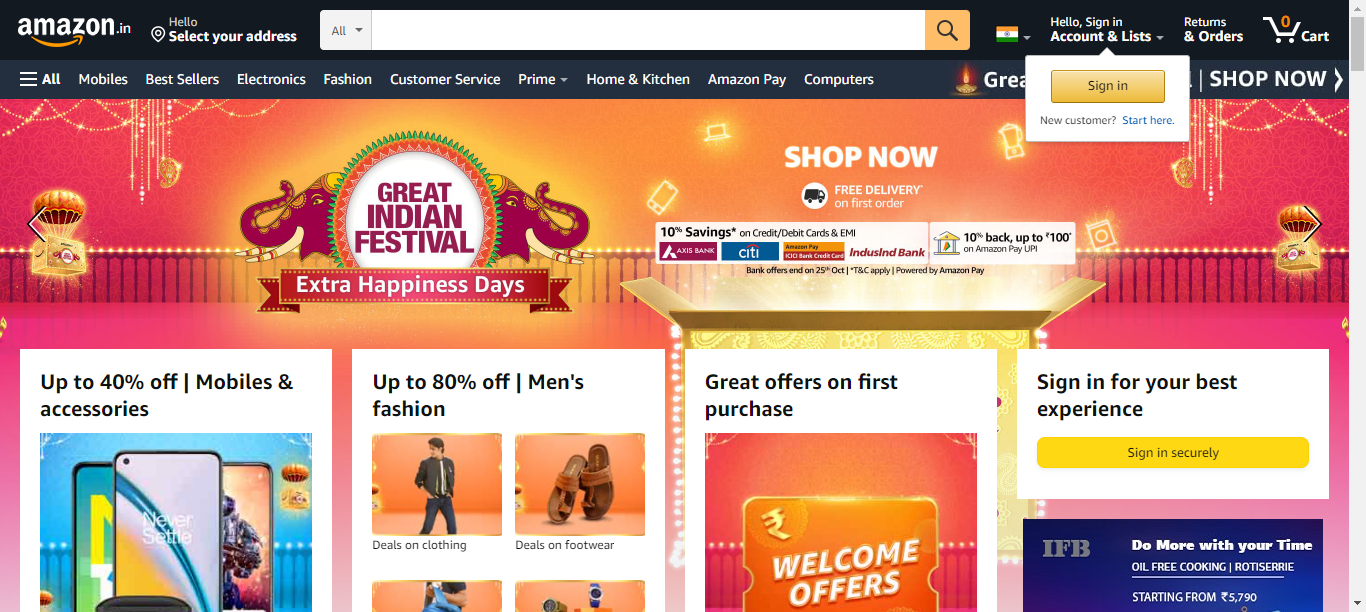 amazon.in
Hello
Select your address
All
Hello, Sign in
Account & Lists
Returns
& Orders
0
Cart
All
Mobiles
Best Sellers
Electronics
Fashion
Customer Service
Prime
Home & Kitchen
Amazon Pay
Computers
Grea
| SHOP NOW
Sign in
New customer? Start here.
GREAT
INDIAN
FESTIVAL
Extra Happiness Days
SHOP NOW
FREE DELIVERY*
on first order
10% Savings* on Credit/Debit Cards & EMI
AXIS BANK
citi
Amazon Pay
ICICI Bank Credit Card
IndusInd Bank
10% back, up to ₹100*
on Amazon Pay UPI
Bank offers end on 25th Oct | *T&C apply | Powered by Amazon Pay
Up to 40% off | Mobiles &
accessories
Never
Settle
Up to 80% off | Men's
fashion
Deals on clothing
Deals on footwear
Great offers on first
purchase
₹
WELCOME
OFFERS
Sign in for your best
experience
Sign in securely
IFB
Do More with your Time
OIL FREE COOKING | ROTISERRIE
STARTING FROM ₹5,790